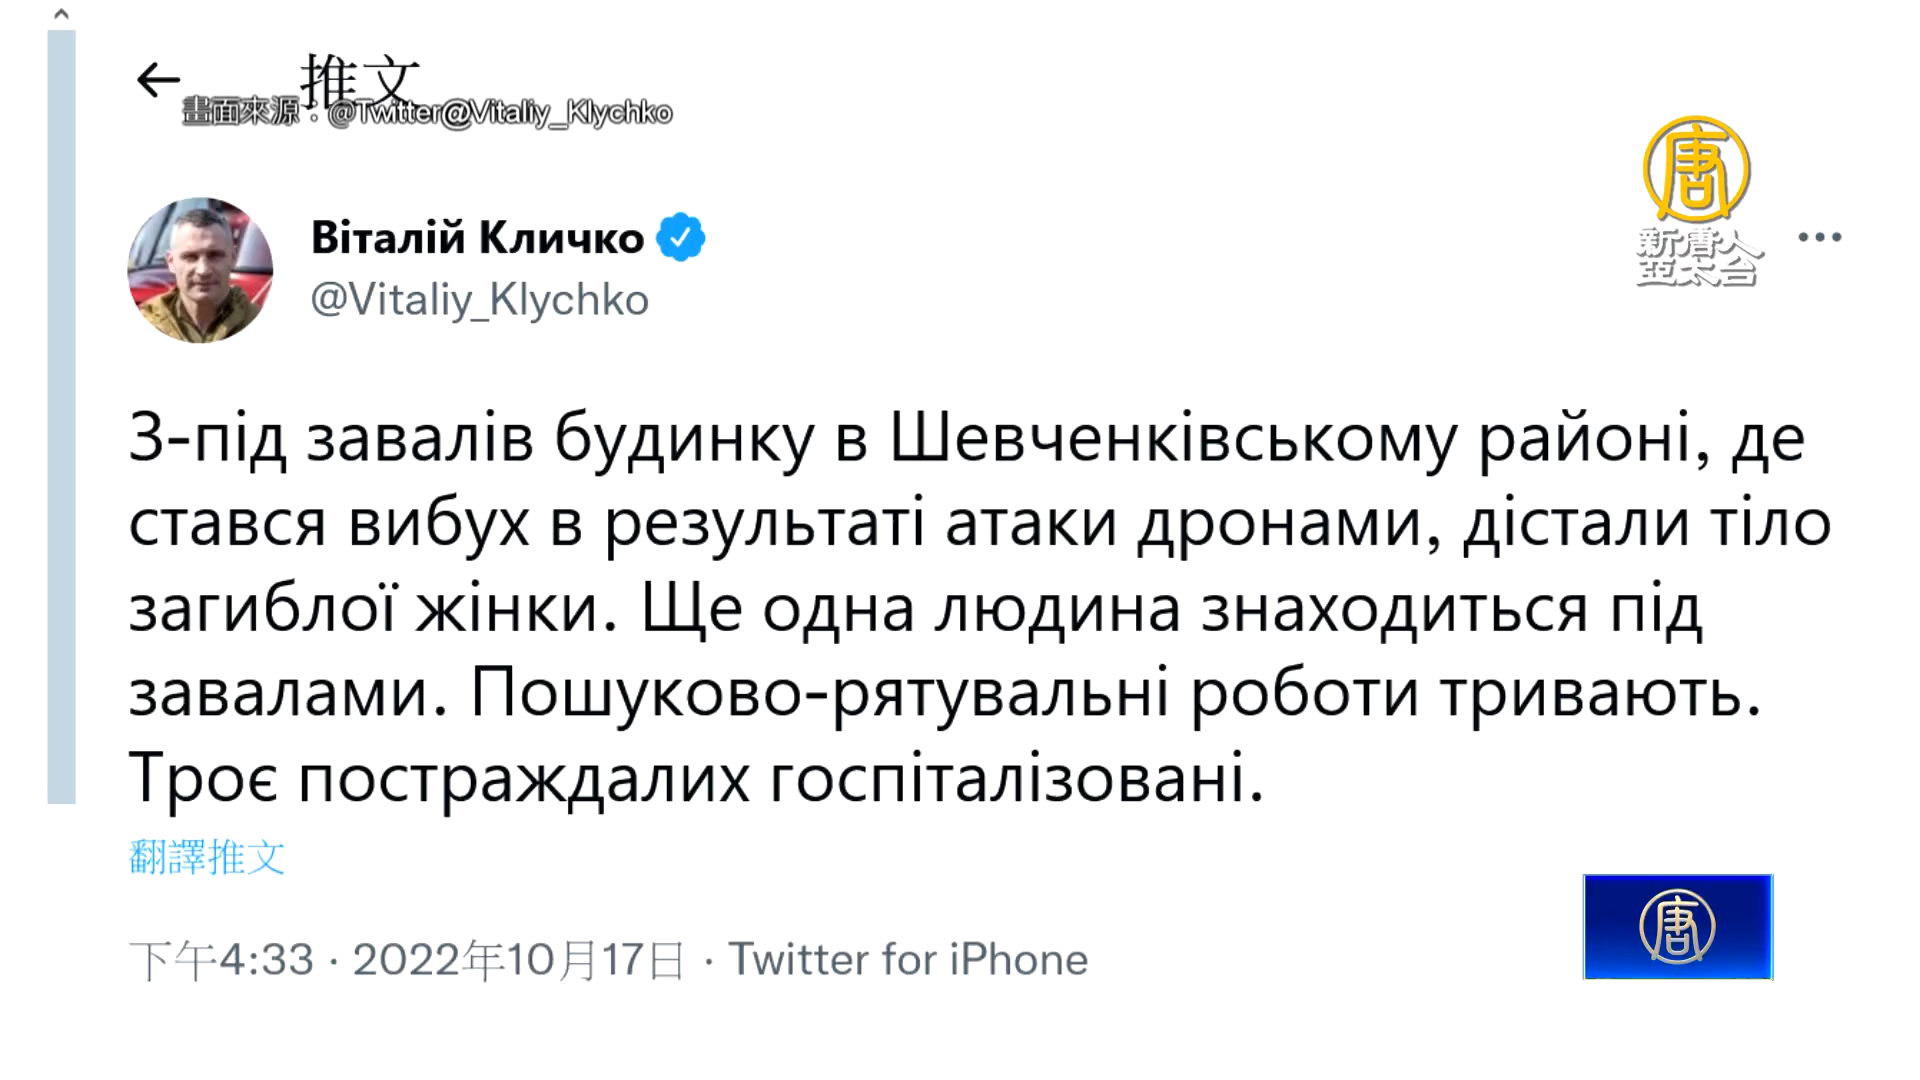 推文
畫面來源：@Twitter@Vitaliy_Klychko
唐
新唐人
亞太台
Віталій Кличко
@Vitaliy_Klychko
З-під завалів будинку в Шевченківському районі, де
стався вибух в результаті атаки дронами, дістали тіло
загиблої жінки. Ще одна людина знаходиться під
завалами. Пошуково-рятувальні роботи тривають.
Троє постраждалих госпіталізовані.
翻譯推文
下午4:33 · 2022年10月17日 · Twitter for iPhone
唐